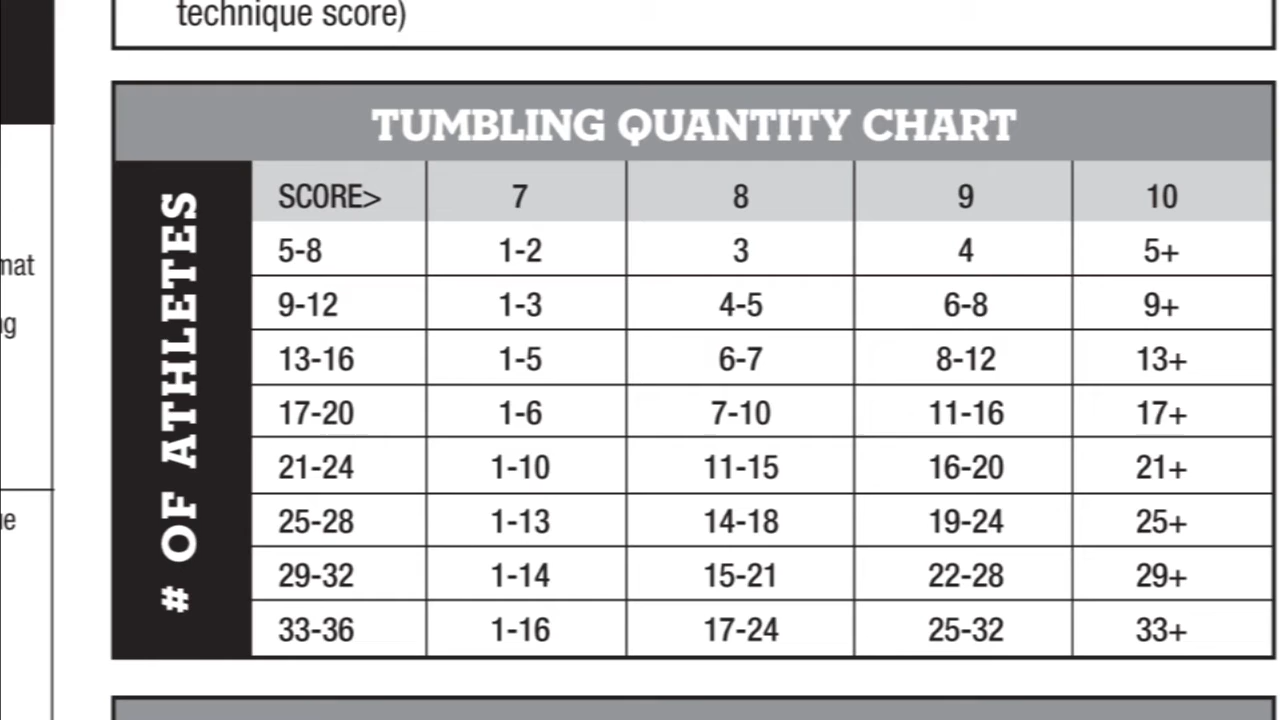 technique score)
TUMBLING QUANTITY CHART
# OF ATHLETES
SCORE> 7 8 9 10
5-8 1-2 3 4 5+
9-12 1-3 4-5 6-8 9+
13-16 1-5 6-7 8-12 13+
17-20 1-6 7-10 11-16 17+
21-24 1-10 11-15 16-20 21+
25-28 1-13 14-18 19-24 25+
29-32 1-14 15-21 22-28 29+
33-36 1-16 17-24 25-32 33+